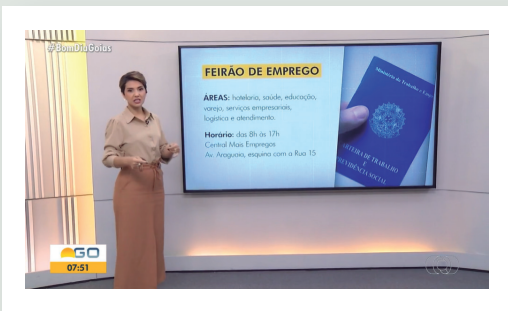 #BomDiaGoiás
FEIRÃO DE EMPREGO
ÁREAS: hotelaria, saúde, educação,
varejo, serviços empresariais,
logística e atendimento.
Horário: das 8h às 17h
Central Mais Empregos
Av. Araguaia, esquina com a Rua 15
Ministério do Trabalho e
CARTEIRA DE TRABALHO
E
PREVIDÊNCIA SOCIAL
GO
07:51